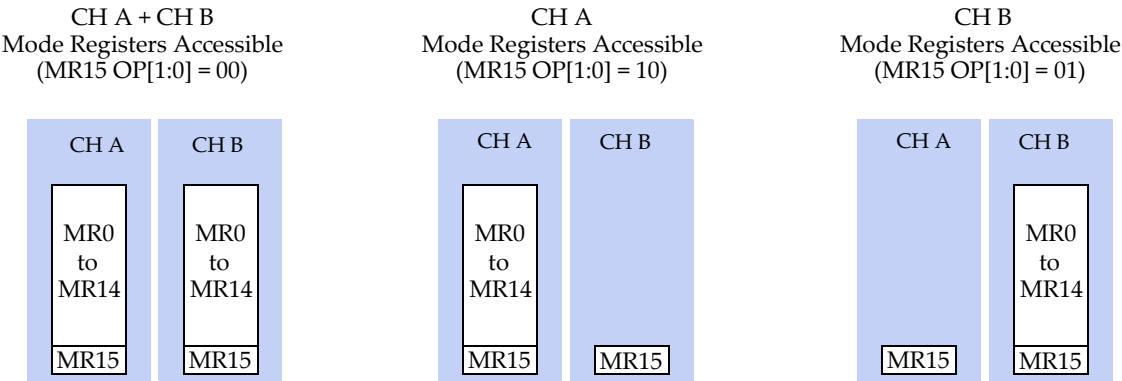 CH A + CH B
Mode Registers Accessible
(MR15 OP[1:0] = 00)
CH A
CH B
MR0
to
MR14
MR15
MR0
to
MR14
MR15
CH A
Mode Registers Accessible
(MR15 OP[1:0] = 10)
CH A
CH B
MR0
to
MR14
MR15
MR15
CH B
Mode Registers Accessible
(MR15 OP[1:0] = 01)
CH A
CH B
MR15
MR0
to
MR14
MR15